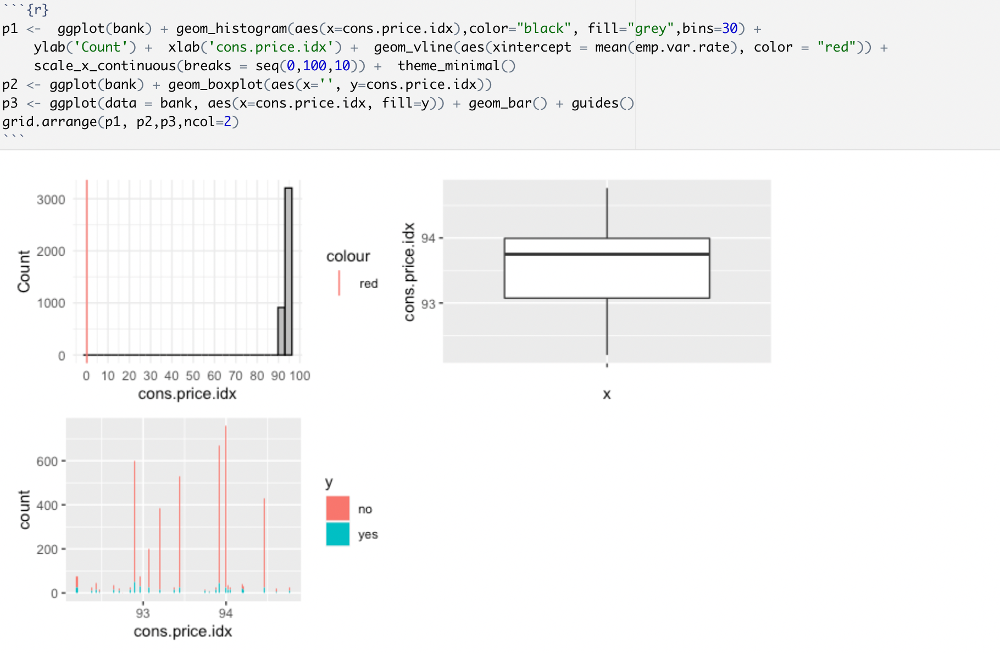 ```{r}
p1 <-  ggplot(bank) + geom_histogram(aes(x=cons.price.idx),color="black", fill="grey",bins=30) +
    ylab('Count') +  xlab('cons.price.idx') +  geom_vline(aes(xintercept = mean(emp.var.rate), color = "red")) +
    scale_x_continuous(breaks = seq(0,100,10)) +  theme_minimal()
p2 <- ggplot(bank) + geom_boxplot(aes(x='', y=cons.price.idx))
p3 <- ggplot(data = bank, aes(x=cons.price.idx, fill=y)) + geom_bar() + guides()
grid.arrange(p1, p2,p3,ncol=2)
```
3000
2000
1000
0
Count
0 10 20 30 40 50 60 70 80 90 100
cons.price.idx
colour
red
94
93
cons.price.idx
x
600
400
200
0
count
93 94
cons.price.idx
y
no
yes